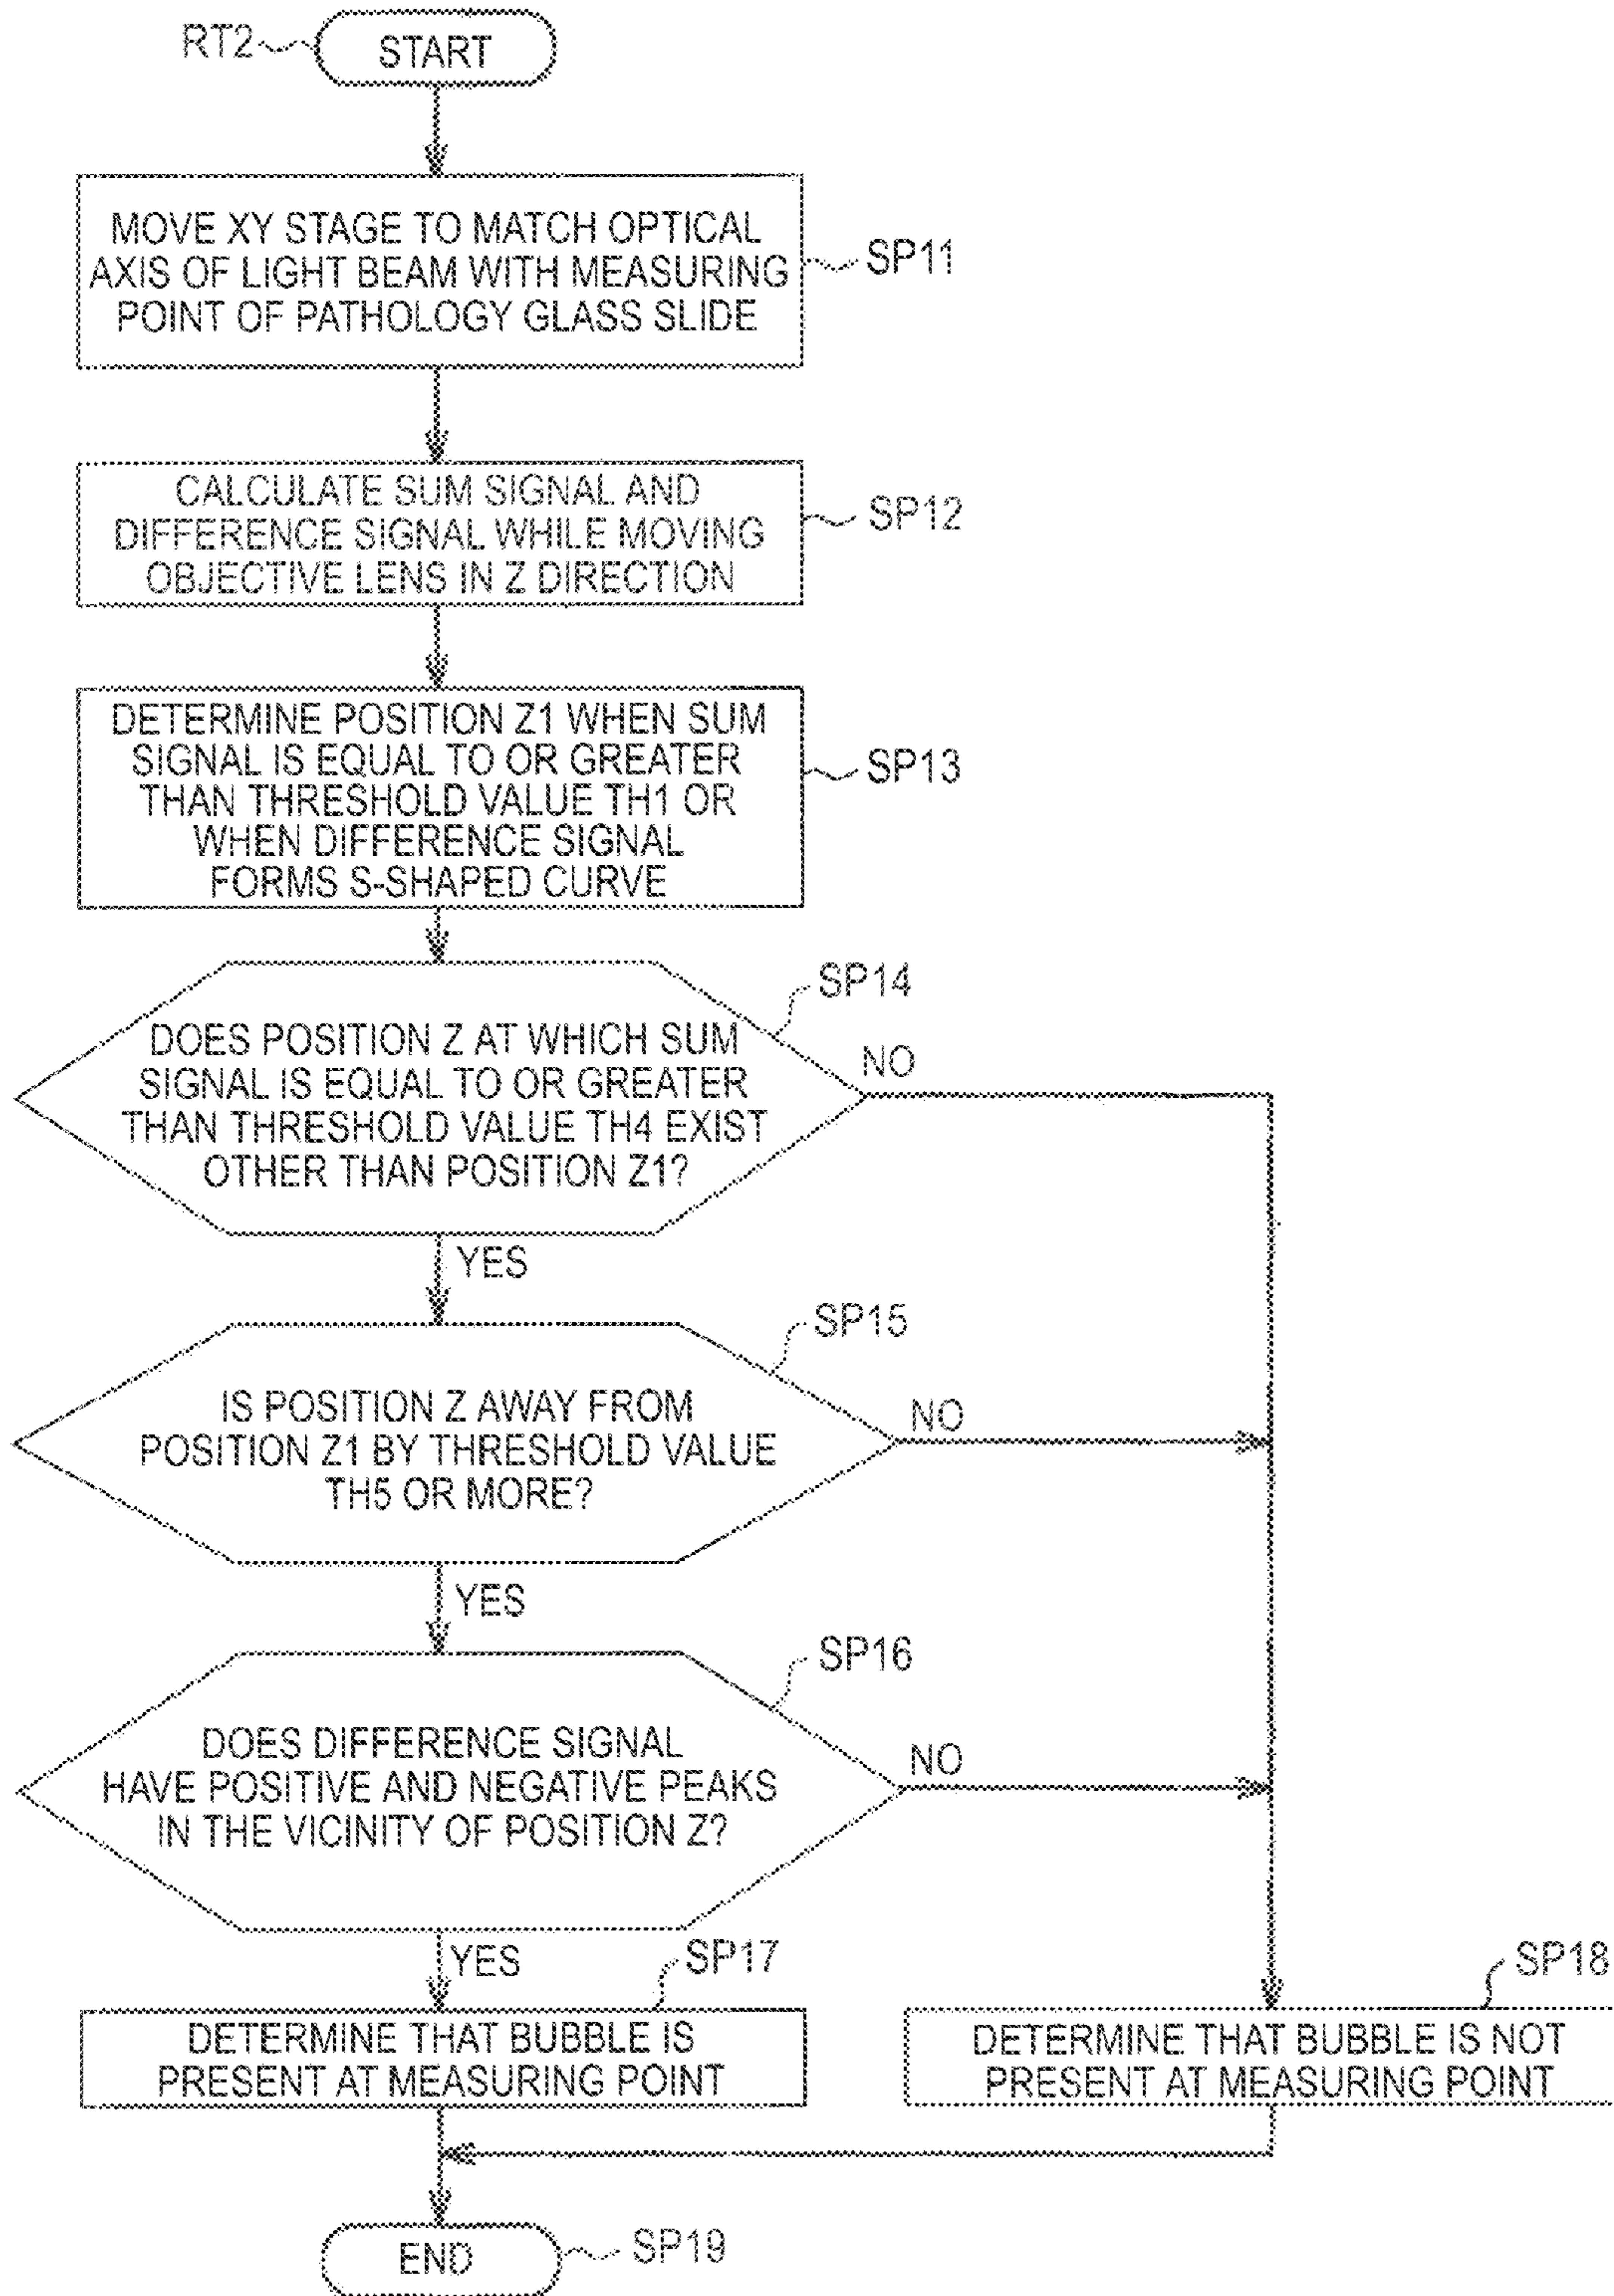 RT2
START
MOVE XY STAGE TO MATCH OPTICAL
AXIS OF LIGHT BEAM WITH MEASURING
POINT OF PATHOLOGY GLASS SLIDE
SP11
CALCULATE SUM SIGNAL AND
DIFFERENCE SIGNAL WHILE MOVING
OBJECTIVE LENS IN Z DIRECTION
SP12
DETERMINE POSITION Z1 WHEN SUM
SIGNAL IS EQUAL TO OR GREATER
THAN THRESHOLD VALUE TH1 OR
WHEN DIFFERENCE SIGNAL
FORMS S-SHAPED CURVE
SP13
SP14
DOES POSITION Z AT WHICH SUM
SIGNAL IS EQUAL TO OR GREATER
THAN THRESHOLD VALUE TH4 EXIST
OTHER THAN POSITION Z1?
NO
YES
SP15
IS POSITION Z AWAY FROM
POSITION Z1 BY THRESHOLD VALUE
TH5 OR MORE?
NO
YES
SP16
DOES DIFFERENCE SIGNAL
HAVE POSITIVE AND NEGATIVE PEAKS
IN THE VICINITY OF POSITION Z?
NO
YES
SP17
DETERMINE THAT BUBBLE IS
PRESENT AT MEASURING POINT
SP18
DETERMINE THAT BUBBLE IS NOT
PRESENT AT MEASURING POINT
END
SP19